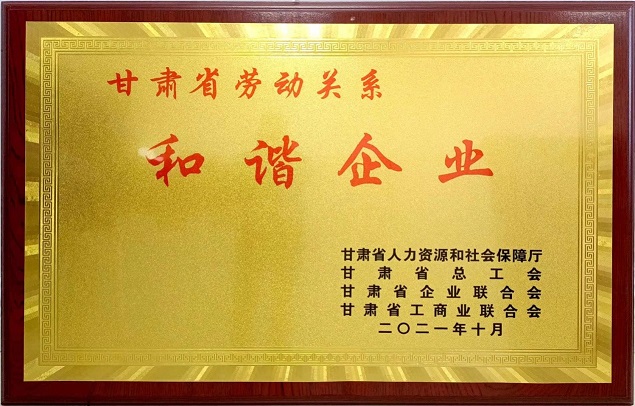 甘肃省劳动关系
和谐企业
甘肃省人力资源和社会保障厅
甘肃省总工会
甘肃省企业联合会
甘肃省工商业联合会
二〇二一年十月